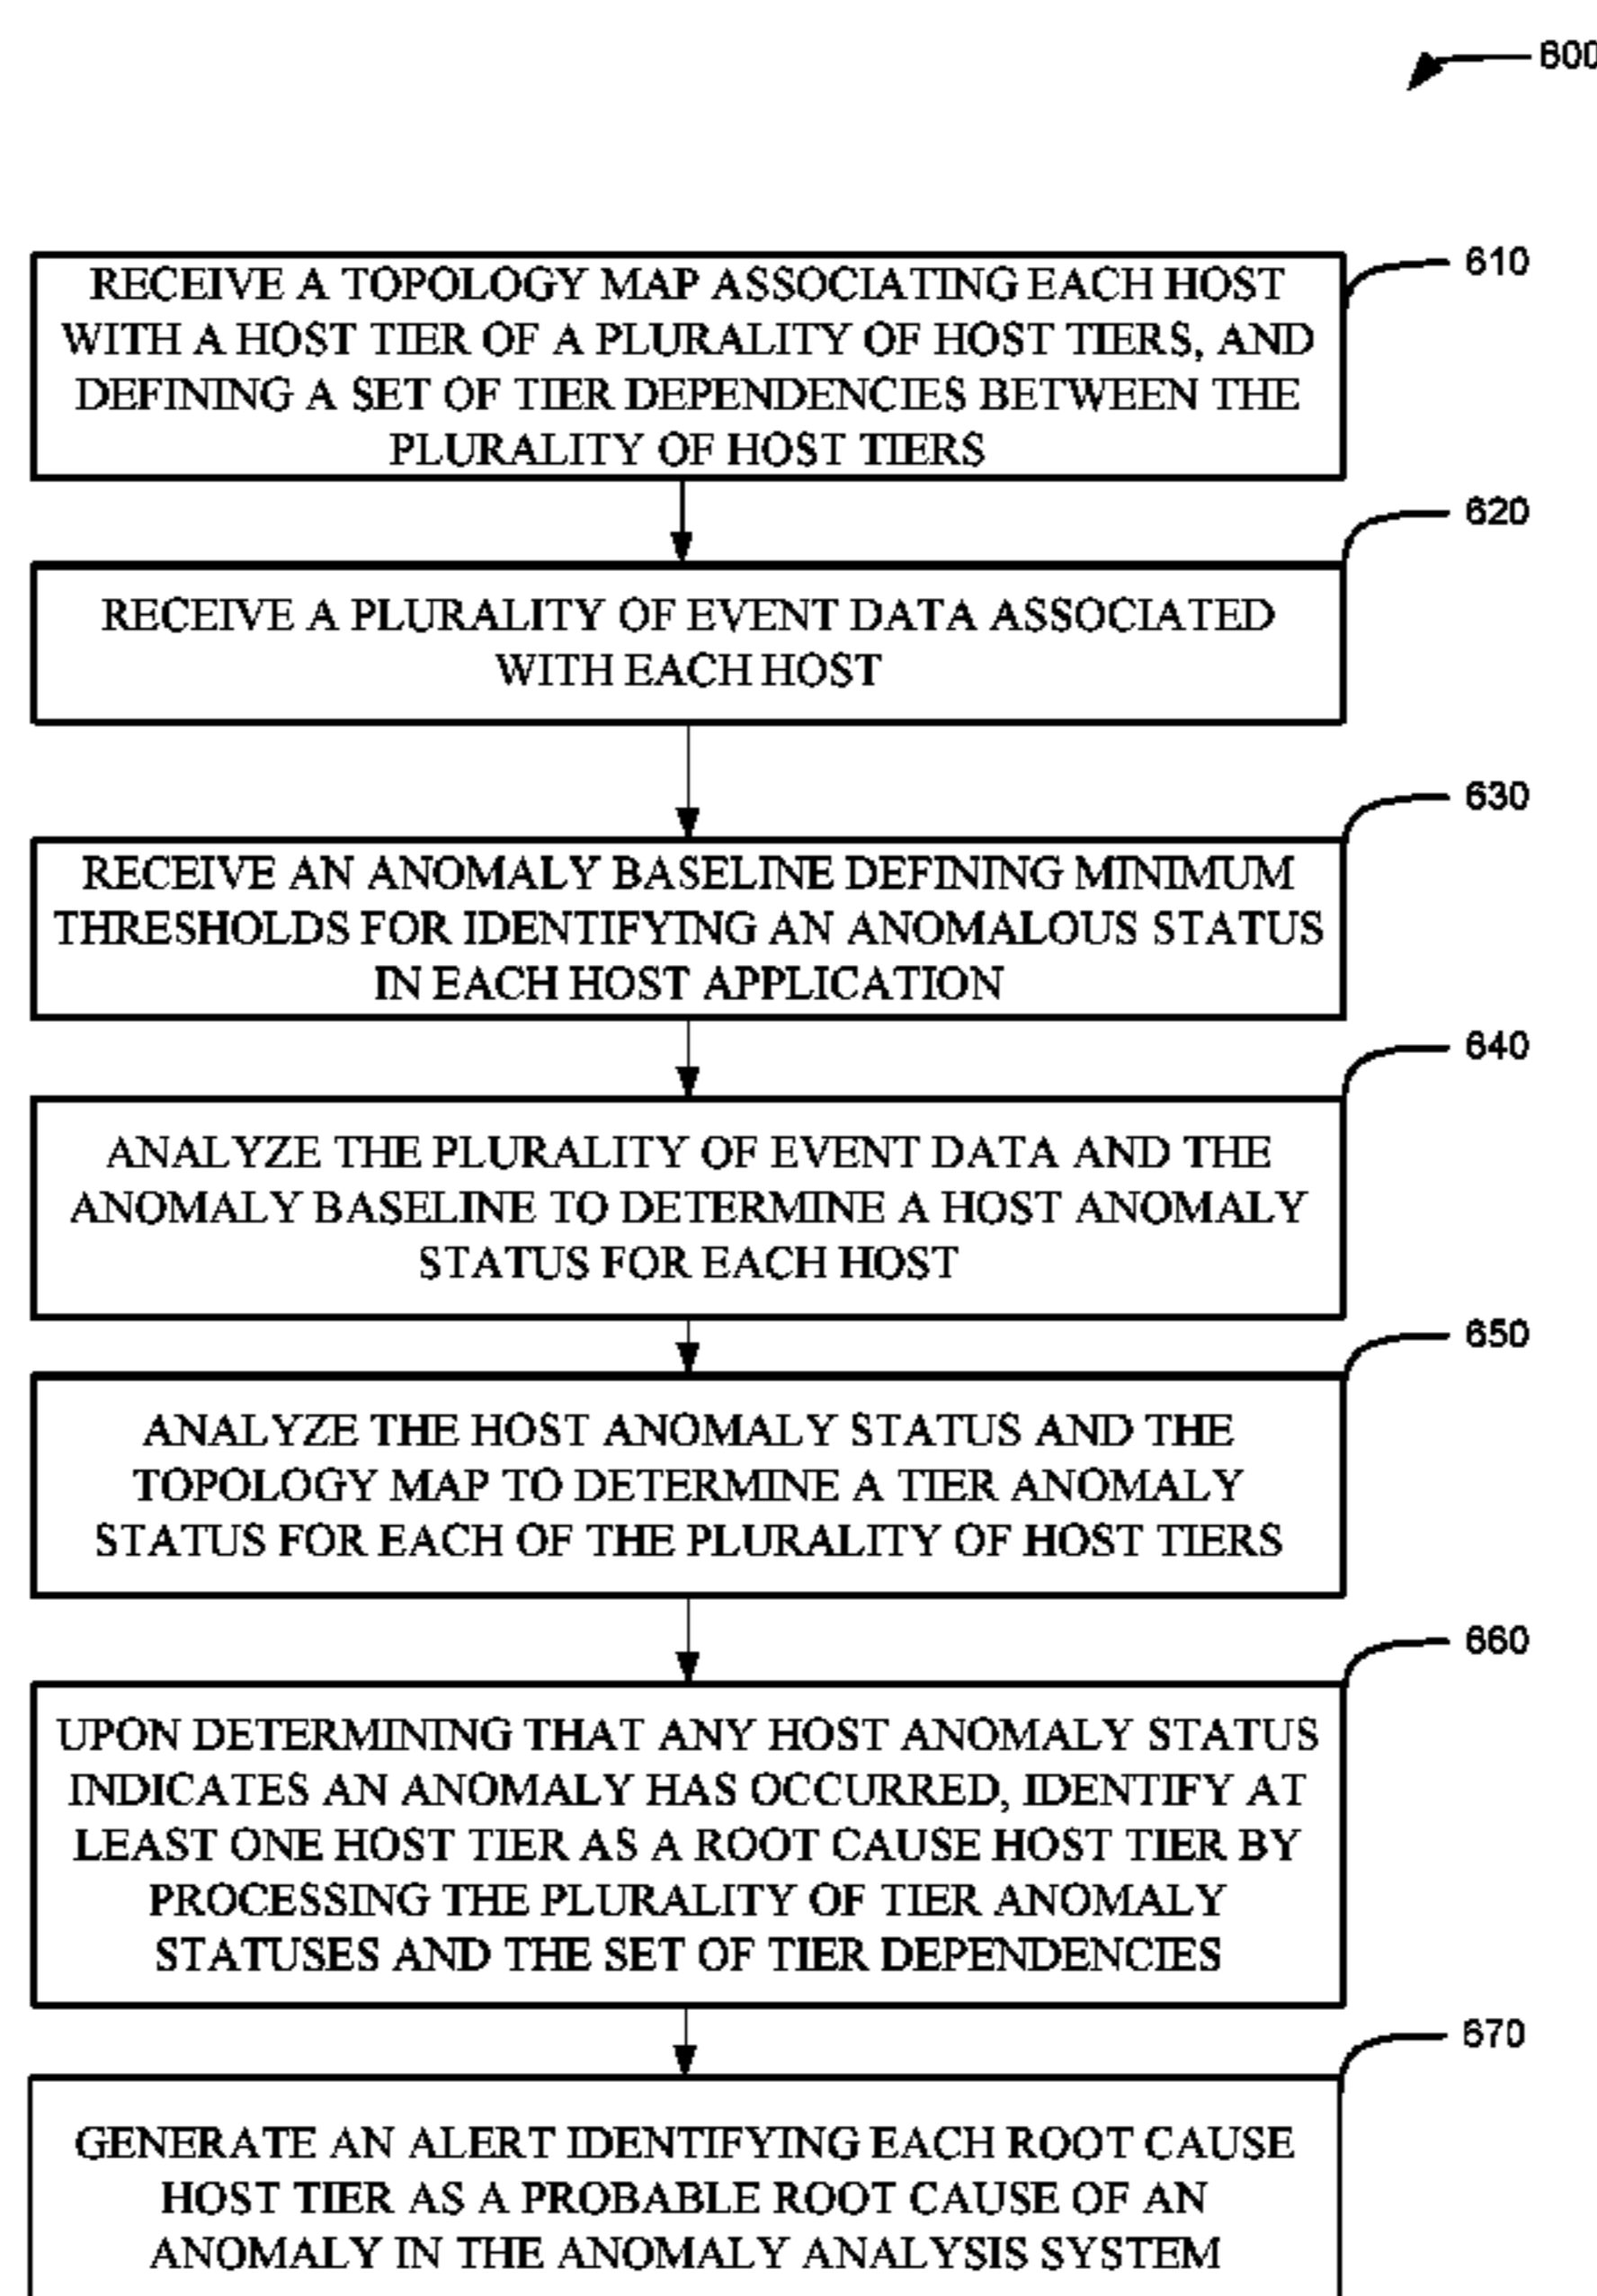 600
RECEIVE A TOPOLOGY MAP ASSOCIATING EACH HOST
WITH A HOST TIER OF A PLURALITY OF HOST TIERS, AND
DEFINING A SET OF TIER DEPENDENCIES BETWEEN THE
PLURALITY OF HOST TIERS
610
RECEIVE A PLURALITY OF EVENT DATA ASSOCIATED
WITH EACH HOST
620
RECEIVE AN ANOMALY BASELINE DEFINING MINIMUM
THRESHOLDS FOR IDENTIFYING AN ANOMALOUS STATUS
IN EACH HOST APPLICATION
630
ANALYZE THE PLURALITY OF EVENT DATA AND THE
ANOMALY BASELINE TO DETERMINE A HOST ANOMALY
STATUS FOR EACH HOST
640
ANALYZE THE HOST ANOMALY STATUS AND THE
TOPOLOGY MAP TO DETERMINE A TIER ANOMALY
STATUS FOR EACH OF THE PLURALITY OF HOST TIERS
650
UPON DETERMINING THAT ANY HOST ANOMALY STATUS
INDICATES AN ANOMALY HAS OCCURRED, IDENTIFY AT
LEAST ONE HOST TIER AS A ROOT CAUSE HOST TIER BY
PROCESSING THE PLURALITY OF TIER ANOMALY
STATUSES AND THE SET OF TIER DEPENDENCIES
660
GENERATE AN ALERT IDENTIFYING EACH ROOT CAUSE
HOST TIER AS A PROBABLE ROOT CAUSE OF AN
ANOMALY IN THE ANOMALY ANALYSIS SYSTEM
670